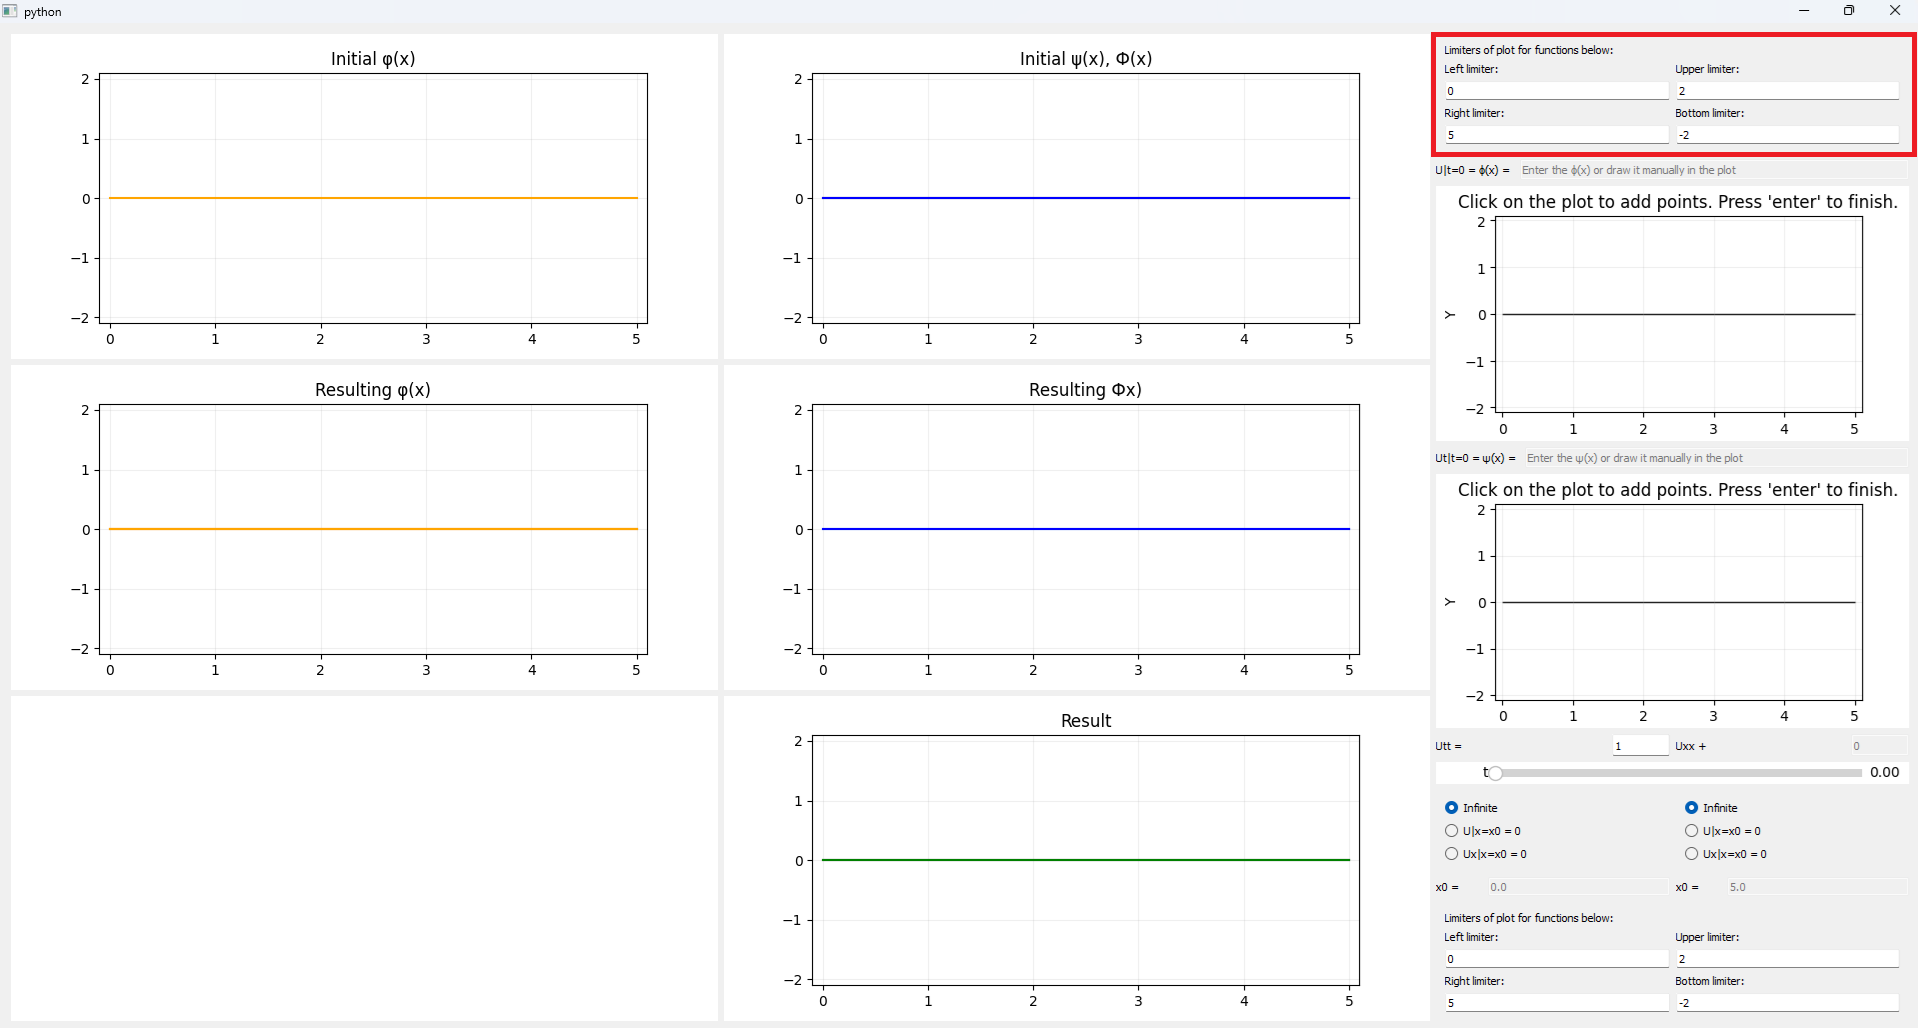 python
Initial φ(x)
2
1
0
−1
−2
0 1 2 3 4 5
Initial ψ(x), Φ(x)
2
1
0
−1
−2
0 1 2 3 4 5
Resulting φ(x)
2
1
0
−1
−2
0 1 2 3 4 5
Resulting Φx)
2
1
0
−1
−2
0 1 2 3 4 5
Result
2
1
0
−1
−2
0 1 2 3 4 5
Limiters of plot for functions below:
Left limiter: Upper limiter:
0 2
Right limiter: Bottom limiter:
5 -2
U|t=0 = ϕ(x) = Enter the ϕ(x) or draw it manually in the plot
Click on the plot to add points. Press 'enter' to finish.
2
1
Y 0
−1
−2
0 1 2 3 4 5
Ut|t=0 = ψ(x) = Enter the ψ(x) or draw it manually in the plot
Click on the plot to add points. Press 'enter' to finish.
2
1
Y 0
−1
−2
0 1 2 3 4 5
Utt = 1 Uxx + 0
t 0.00
Infinite Infinite
U|x=x0 = 0 U|x=x0 = 0
Ux|x=x0 = 0 Ux|x=x0 = 0
x0 = 0.0 x0 = 5.0
Limiters of plot for functions below:
Left limiter: Upper limiter:
0 2
Right limiter: Bottom limiter:
5 -2